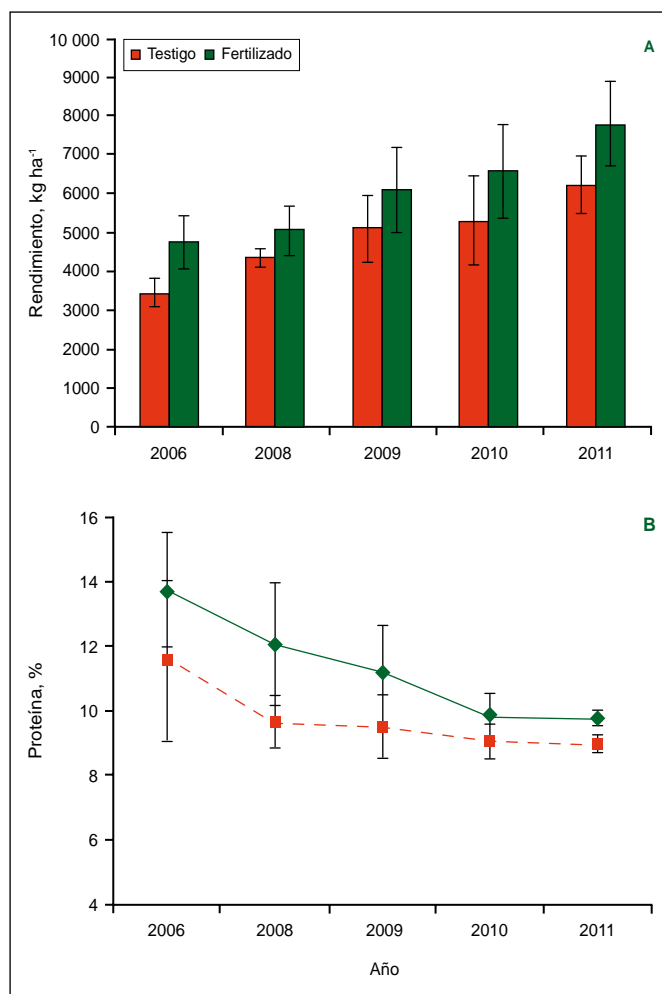 A
Testigo Fertilizado
10 000
9000
8000
7000
6000
5000
4000
3000
2000
1000
0
Rendimiento, kg ha⁻¹
2006 2008 2009 2010 2011
B
16
14
12
10
8
6
4
Proteína, %
2006 2008 2009 2010 2011
Año